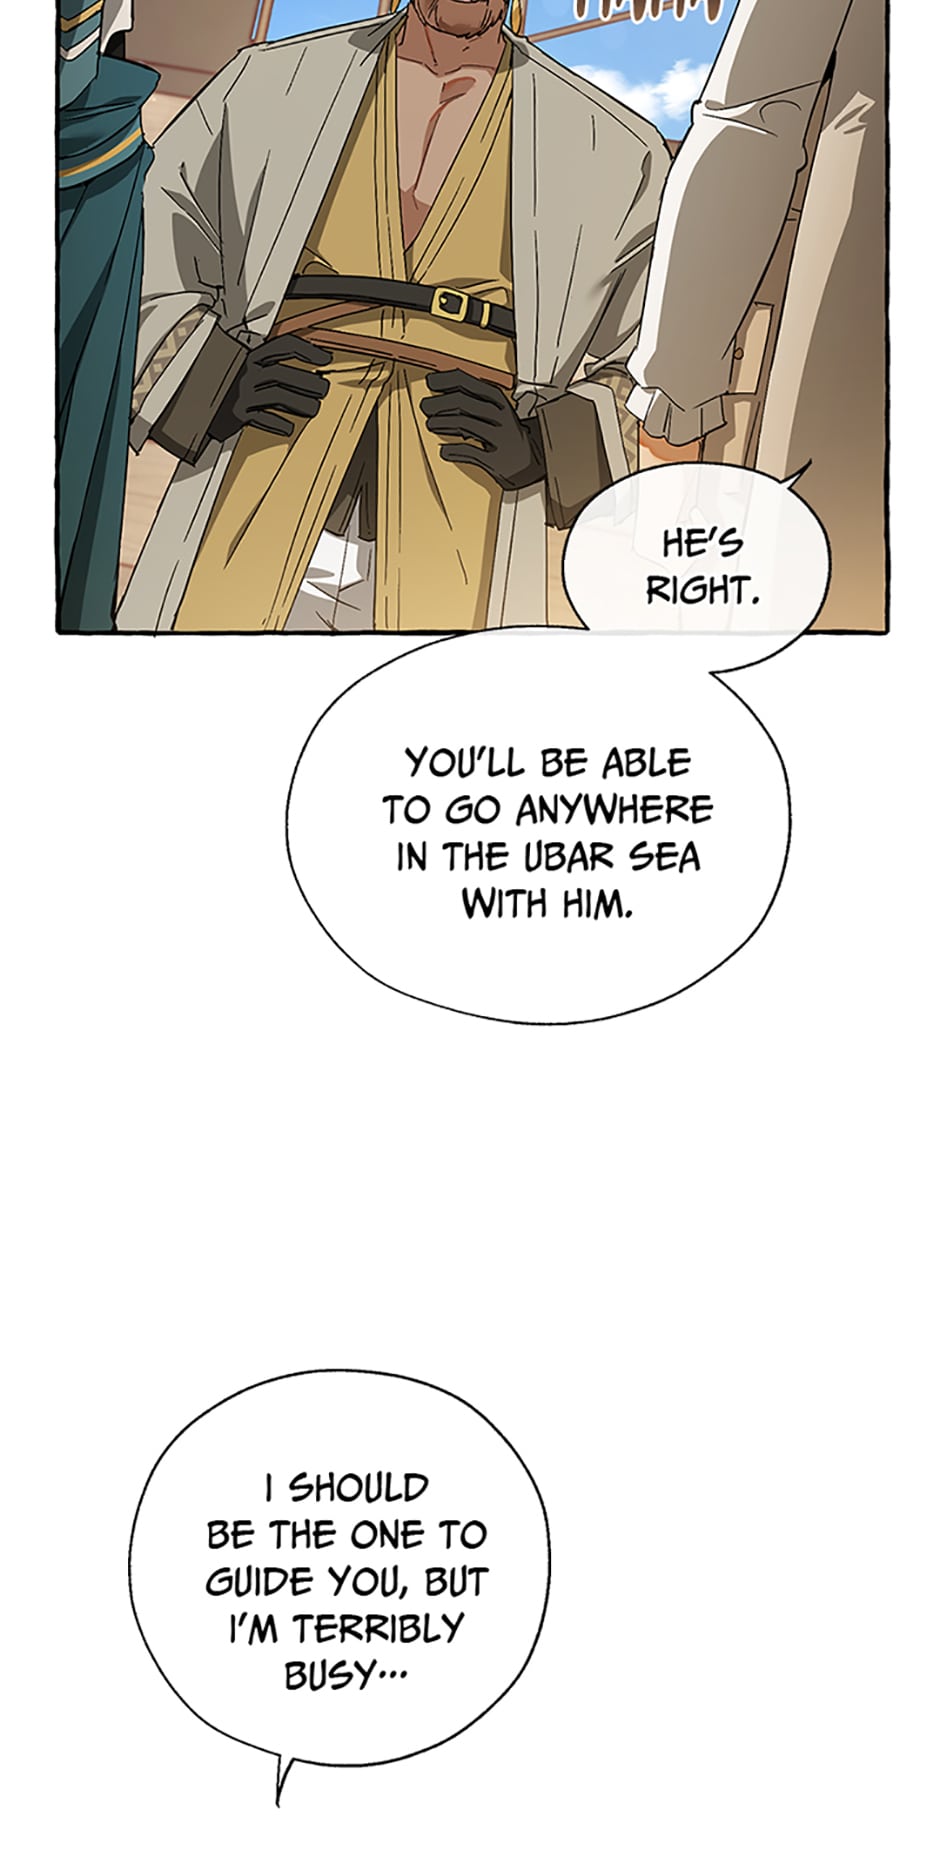 HE'S
RIGHT.
YOU'LL BE ABLE
TO GO ANYWHERE
IN THE UBAR SEA
WITH HIM.
I SHOULD
BE THE ONE TO
GUIDE YOU, BUT
I'M TERRIBLY
BUSY...